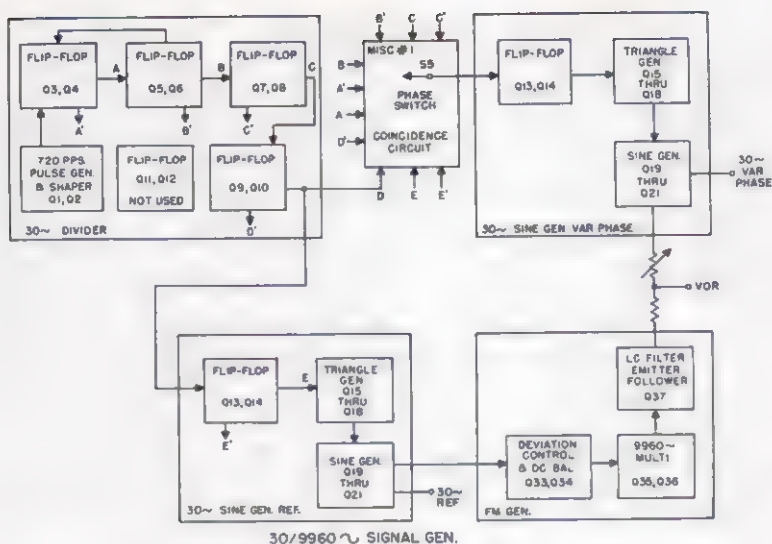 FLIP-FLOP
Q3,Q4
A
A'
FLIP-FLOP
Q5,Q6
B
B'
FLIP-FLOP
Q7,Q8
C
C'
720 PPS.
PULSE GEN.
& SHAPER
Q1,Q2
FLIP-FLOP
Q11,Q12
NOT USED
FLIP-FLOP
Q9,Q10
D'
30~ DIVIDER
B' C C'
MISC #1
B
A'
A
D'
S5
PHASE
SWITCH
COINCIDENCE
CIRCUIT
D E E'
FLIP-FLOP
Q13,Q14
TRIANGLE
GEN
Q15
THRU
Q18
SINE GEN.
Q19
THRU
Q21
30~
VAR
PHASE
30~ SINE GEN VAR PHASE
VOR
FLIP-FLOP
Q13,Q14
E
E'
TRIANGLE
GEN
Q15
THRU
Q18
SINE GEN.
Q19
THRU
Q21
30~
REF
30~ SINE GEN. REF.
LC FILTER
EMITTER
FOLLOWER
Q37
DEVIATION
CONTROL
& DC BAL
Q33,Q34
9960~
MULTI
Q35,Q36
FM GEN.
30/9960~ SIGNAL GEN.